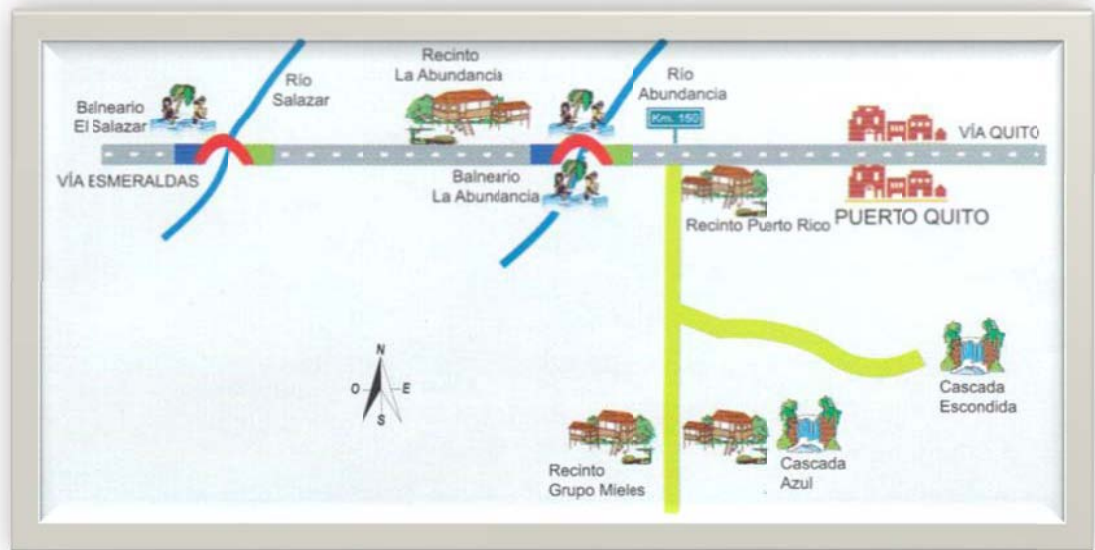 Recinto
La Abundancia
Río
Salazar
Río
Abundancia
Balneario
El Salazar
Km. 150
VÍA QUITO
VÍA ESMERALDAS
Balneario
La Abundancia
Recinto Puerto Rico
PUERTO QUITO
N
O
E
S
Cascada
Escondida
Recinto
Grupo Mieles
Cascada
Azul